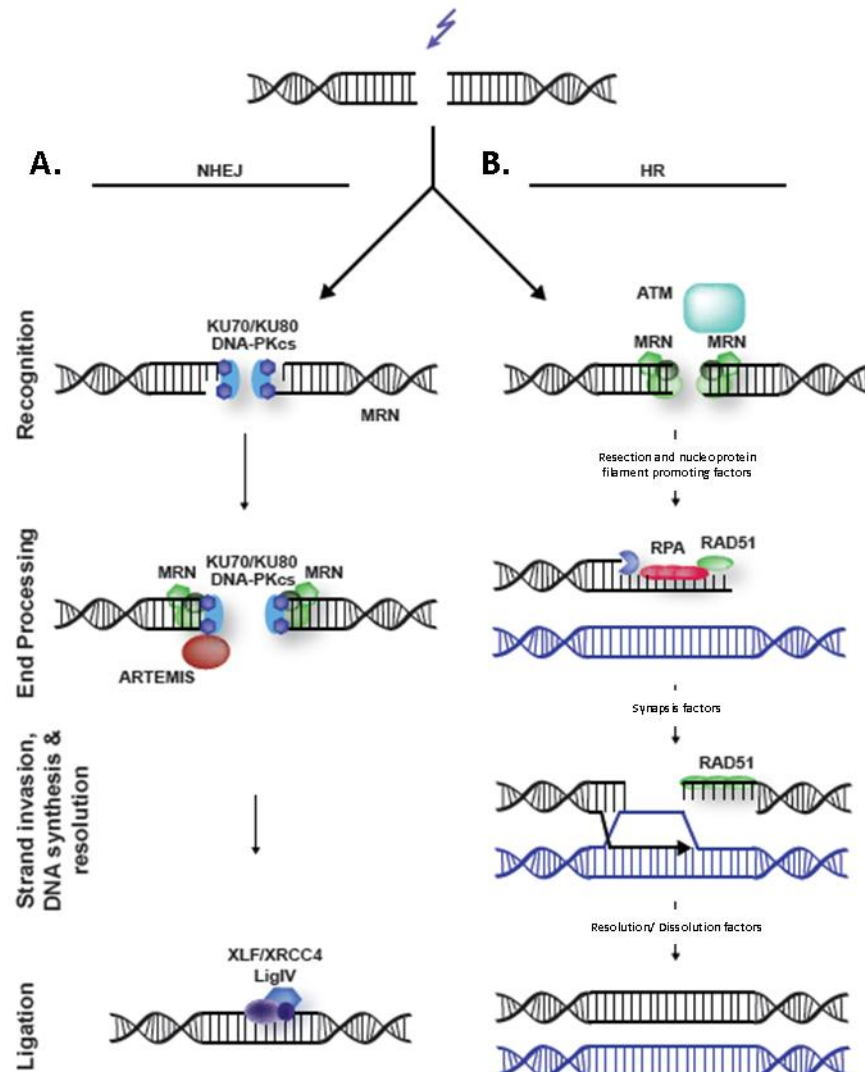 A.
NHEJ
B.
HR
Recognition
KU70/KU80
DNA-PKcs
MRN
ATM
MRN
MRN
Resection and nucleoprotein
filament promoting factors
End Processing
MRN
KU70/KU80
DNA-PKcs
MRN
ARTEMIS
RPA
RAD51
Synapsis factors
Strand invasion,
DNA synthesis &
resolution
RAD51
Resolution/ Dissolution factors
Ligation
XLF/XRCC4
LigIV